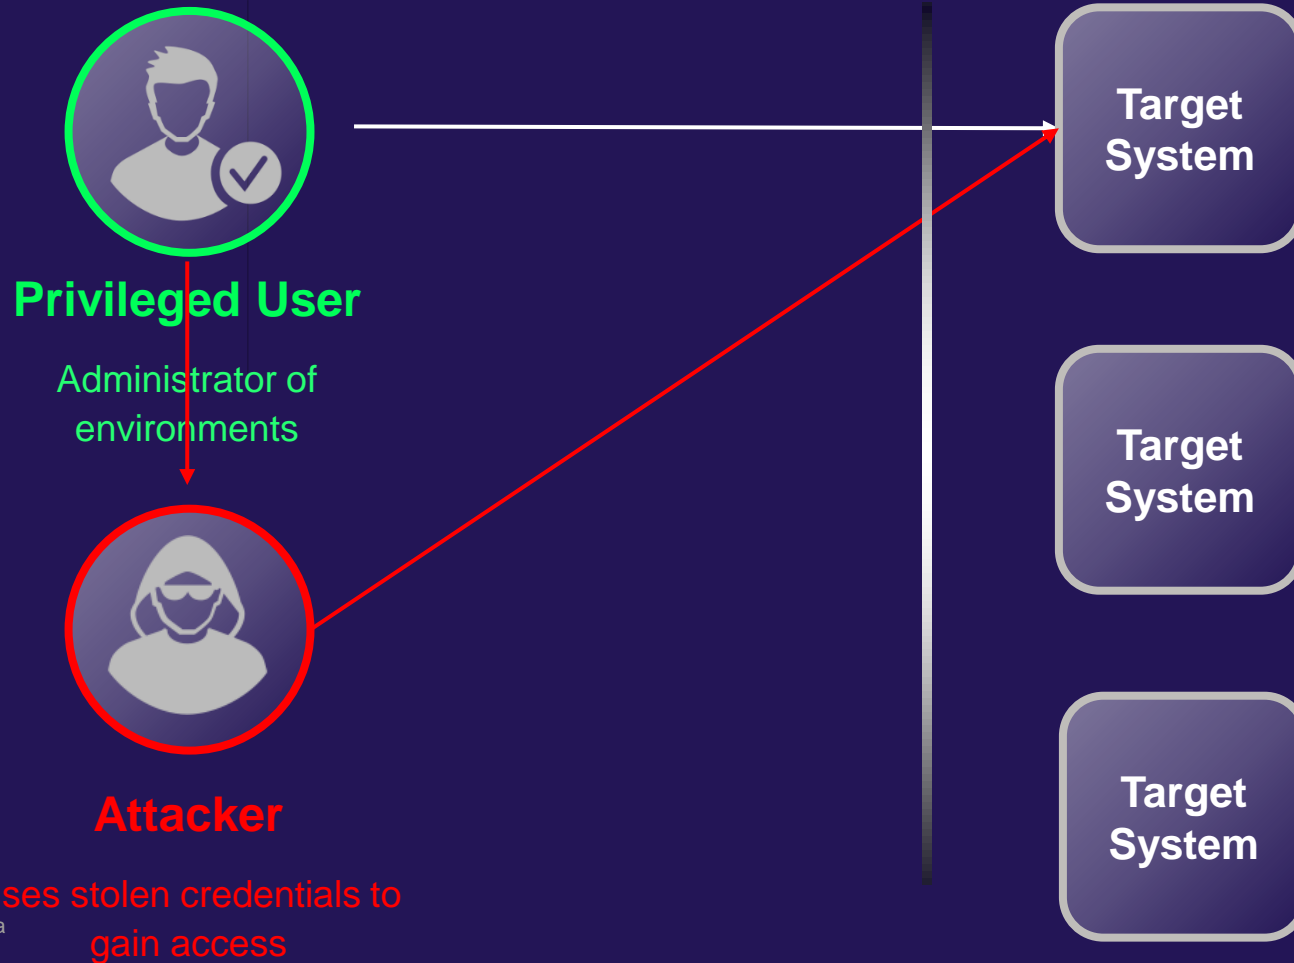 Privileged User
Administrator of
environments
Attacker
ses stolen credentials to
gain access
a
Target
System
Target
System
Target
System